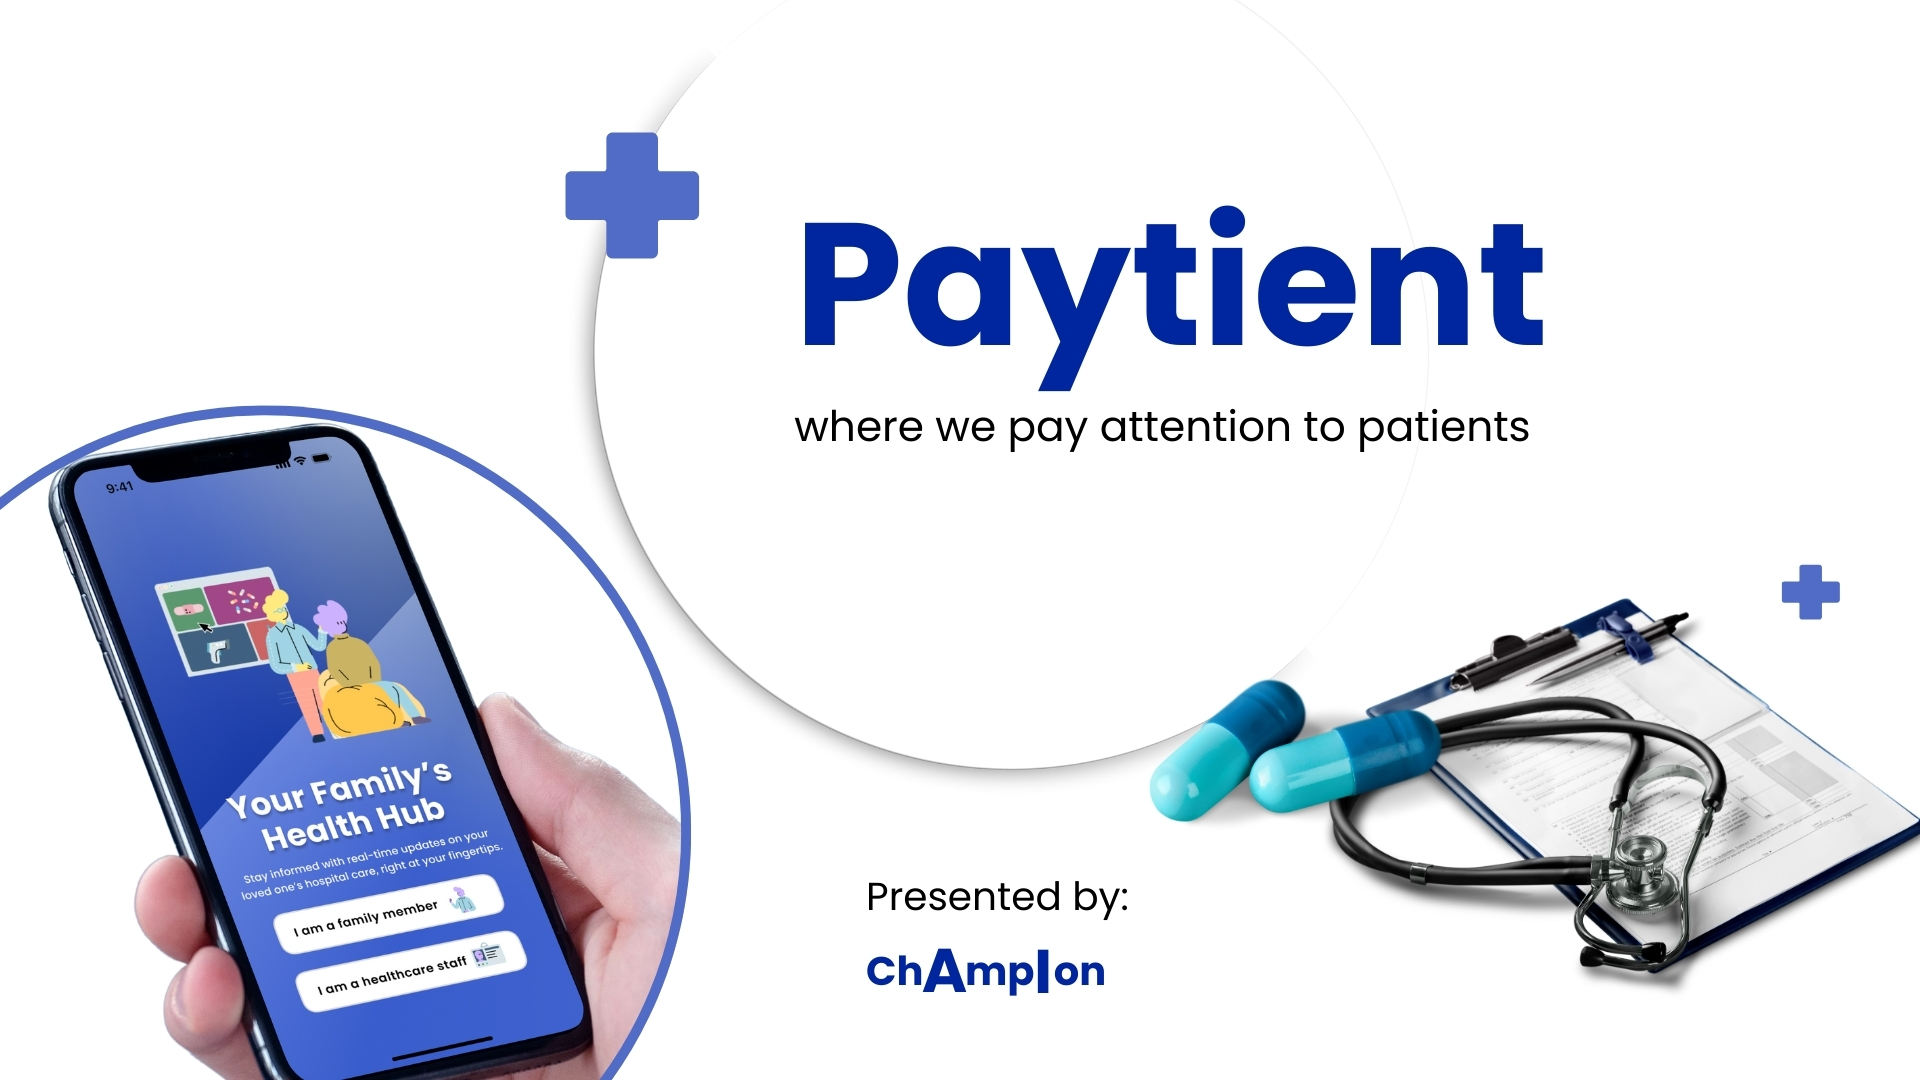 Paytient
where we pay attention to patients
9:41
Your Family's
Health Hub
Stay informed with real-time updates on your
loved one's hospital care, right at your fingertips.
I am a family member
I am a healthcare staff
Presented by:
ChAmpIon